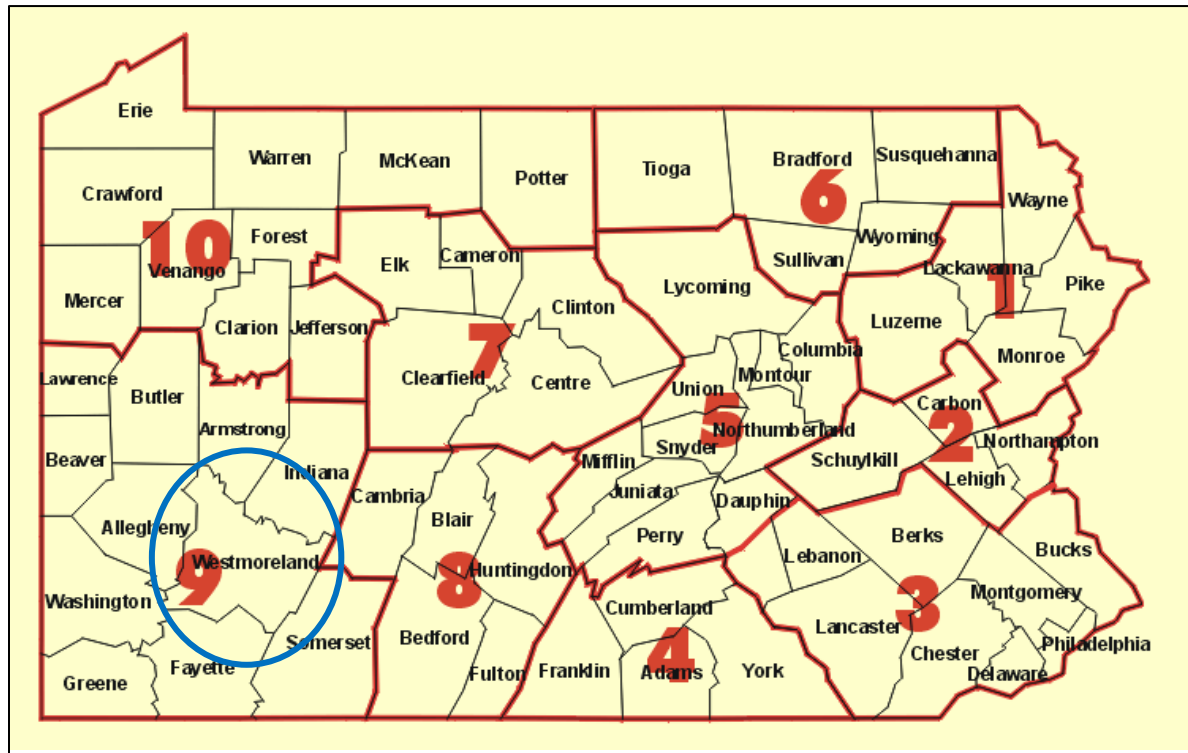 Erie
Warren
McKean
Potter
Tioga
Bradford
Susquehanna
Wayne
Crawford
6
10
Forest
Venango
Elk
Cameron
Wyoming
Sullivan
Lackawanna
1
Pike
Mercer
Lycoming
Clinton
Luzerne
Clarion
Jefferson
7
Columbia
Monroe
Lawrence
Butler
Clearfield
Centre
Union
Montour
Carbon
2
Armstrong
5
Northumberland
Northampton
Beaver
Snyder
Schuylkill
Indiana
Mifflin
Lehigh
Cambria
Juniata
Dauphin
Allegheny
Blair
Perry
Lebanon
Berks
Bucks
Westmoreland
9
8
Huntingdon
Washington
Cumberland
3
Montgomery
Lancaster
Somerset
Bedford
Philadelphia
Fayette
4
Chester
Greene
Fulton
Franklin
Adams
York
Delaware